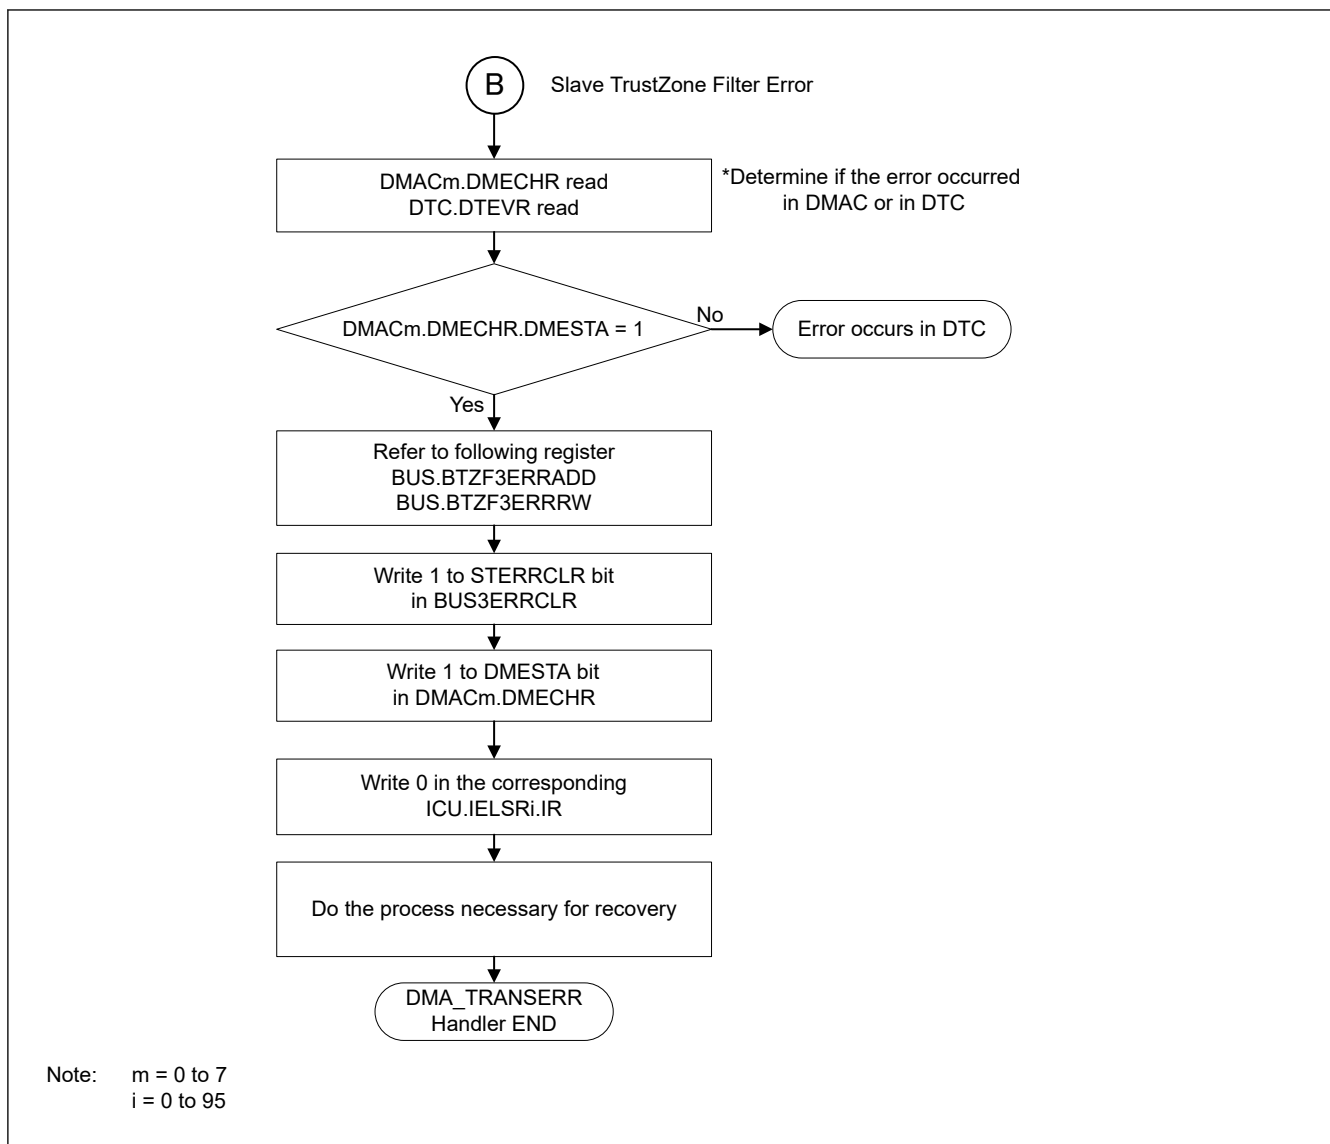 B
Slave TrustZone Filter Error
DMACm.DMECHR read
DTC.DTEVR read
*Determine if the error occurred
in DMAC or in DTC
DMACm.DMECHR.DMESTA = 1
No
Error occurs in DTC
Yes
Refer to following register
BUS.BTZF3ERRADD
BUS.BTZF3ERRRW
Write 1 to STERRCLR bit
in BUS3ERRCLR
Write 1 to DMESTA bit
in DMACm.DMECHR
Write 0 in the corresponding
ICU.IELSRi.IR
Do the process necessary for recovery
DMA_TRANSERR
Handler END
Note: m = 0 to 7
i = 0 to 95